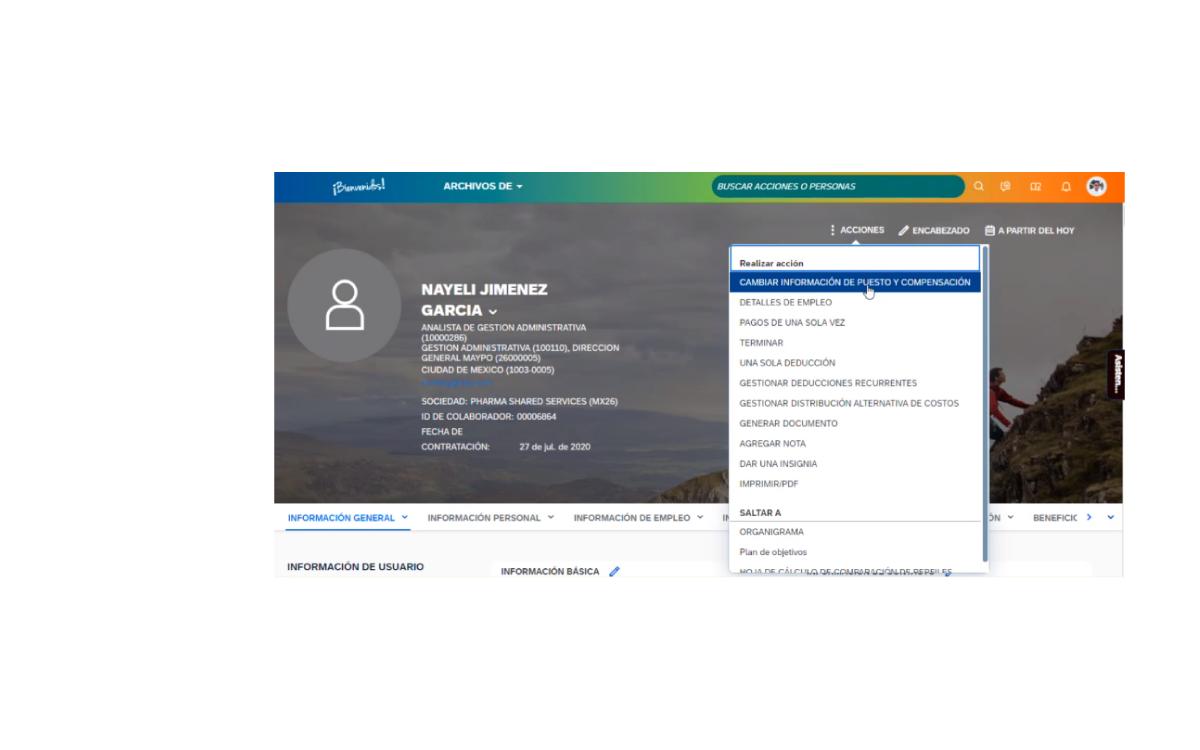 ¡Bienvenidos!
ARCHIVOS DE
BUSCAR ACCIONES O PERSONAS
ACCIONES
ENCABEZADO
A PARTIR DEL HOY
NAYELI JIMENEZ
GARCIA
ANALISTA DE GESTION ADMINISTRATIVA
(10000286)
GESTION ADMINISTRATIVA (100110), DIRECCION
GENERAL MAYPO (26000005)
CIUDAD DE MEXICO (1003-0005)
SOCIEDAD: PHARMA SHARED SERVICES (MX26)
ID DE COLABORADOR: 00006864
FECHA DE
CONTRATACIÓN: 27 de jul. de 2020
Realizar acción
CAMBIAR INFORMACIÓN DE PUESTO Y COMPENSACIÓN
DETALLES DE EMPLEO
PAGOS DE UNA SOLA VEZ
TERMINAR
UNA SOLA DEDUCCIÓN
GESTIONAR DEDUCCIONES RECURRENTES
GESTIONAR DISTRIBUCIÓN ALTERNATIVA DE COSTOS
GENERAR DOCUMENTO
AGREGAR NOTA
DAR UNA INSIGNIA
IMPRIMIR/PDF
SALTAR A
ORGANIGRAMA
Plan de objetivos
HOJA DE CÁLCULO DE COMPARACIÓN DE PERFILES
Asisten...
INFORMACIÓN GENERAL
INFORMACIÓN PERSONAL
INFORMACIÓN DE EMPLEO
IN
ÓN
BENEFICIC
INFORMACIÓN DE USUARIO
INFORMACIÓN BÁSICA